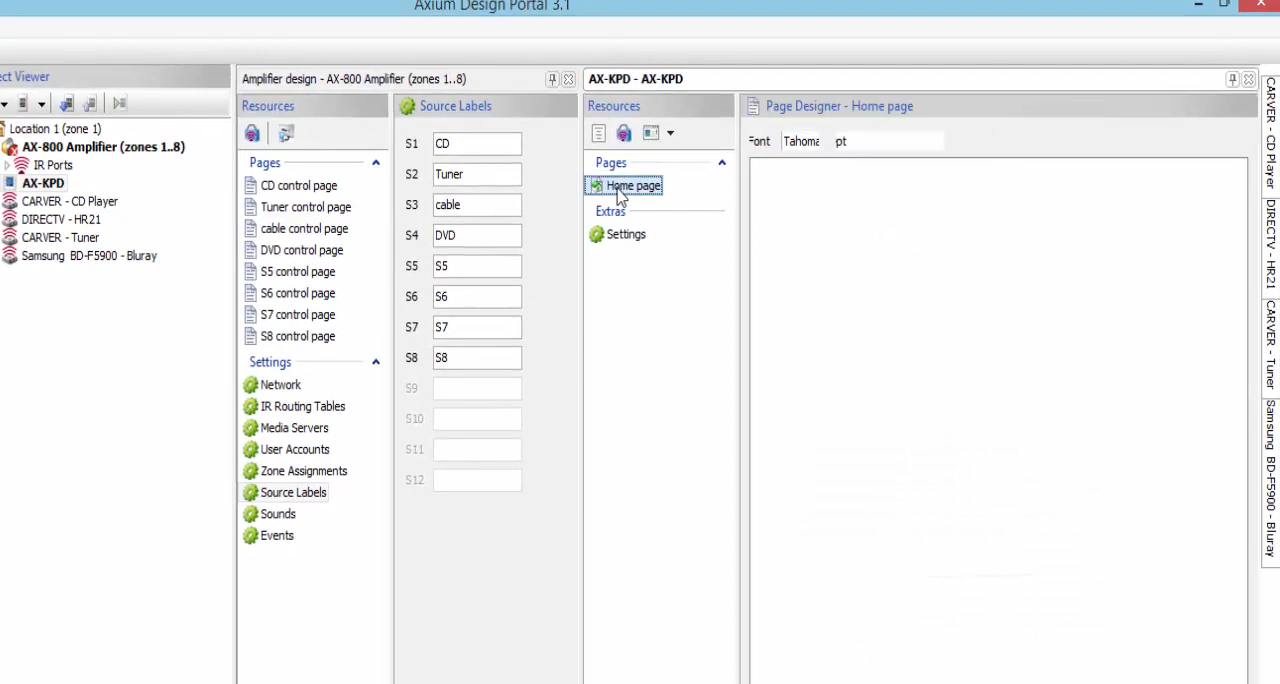 Axium Design Portal 3.1
ect Viewer
Location 1 (zone 1)
AX-800 Amplifier (zones 1..8)
IR Ports
AX-KPD
CARVER - CD Player
DIRECTV - HR21
CARVER - Tuner
Samsung BD-F5900 - Bluray
Amplifier design - AX-800 Amplifier (zones 1..8)
Resources
Pages
CD control page
Tuner control page
cable control page
DVD control page
S5 control page
S6 control page
S7 control page
S8 control page
Settings
Network
IR Routing Tables
Media Servers
User Accounts
Zone Assignments
Source Labels
Sounds
Events
Source Labels
S1 CD
S2 Tuner
S3 cable
S4 DVD
S5 S5
S6 S6
S7 S7
S8 S8
S9
S10
S11
S12
AX-KPD - AX-KPD
Resources
Pages
Home page
Extras
Settings
Page Designer - Home page
Font Tahoma pt
CARVER - CD Player
DIRECTV - HR21
CARVER - Tuner
Samsung BD-F5900 - Bluray